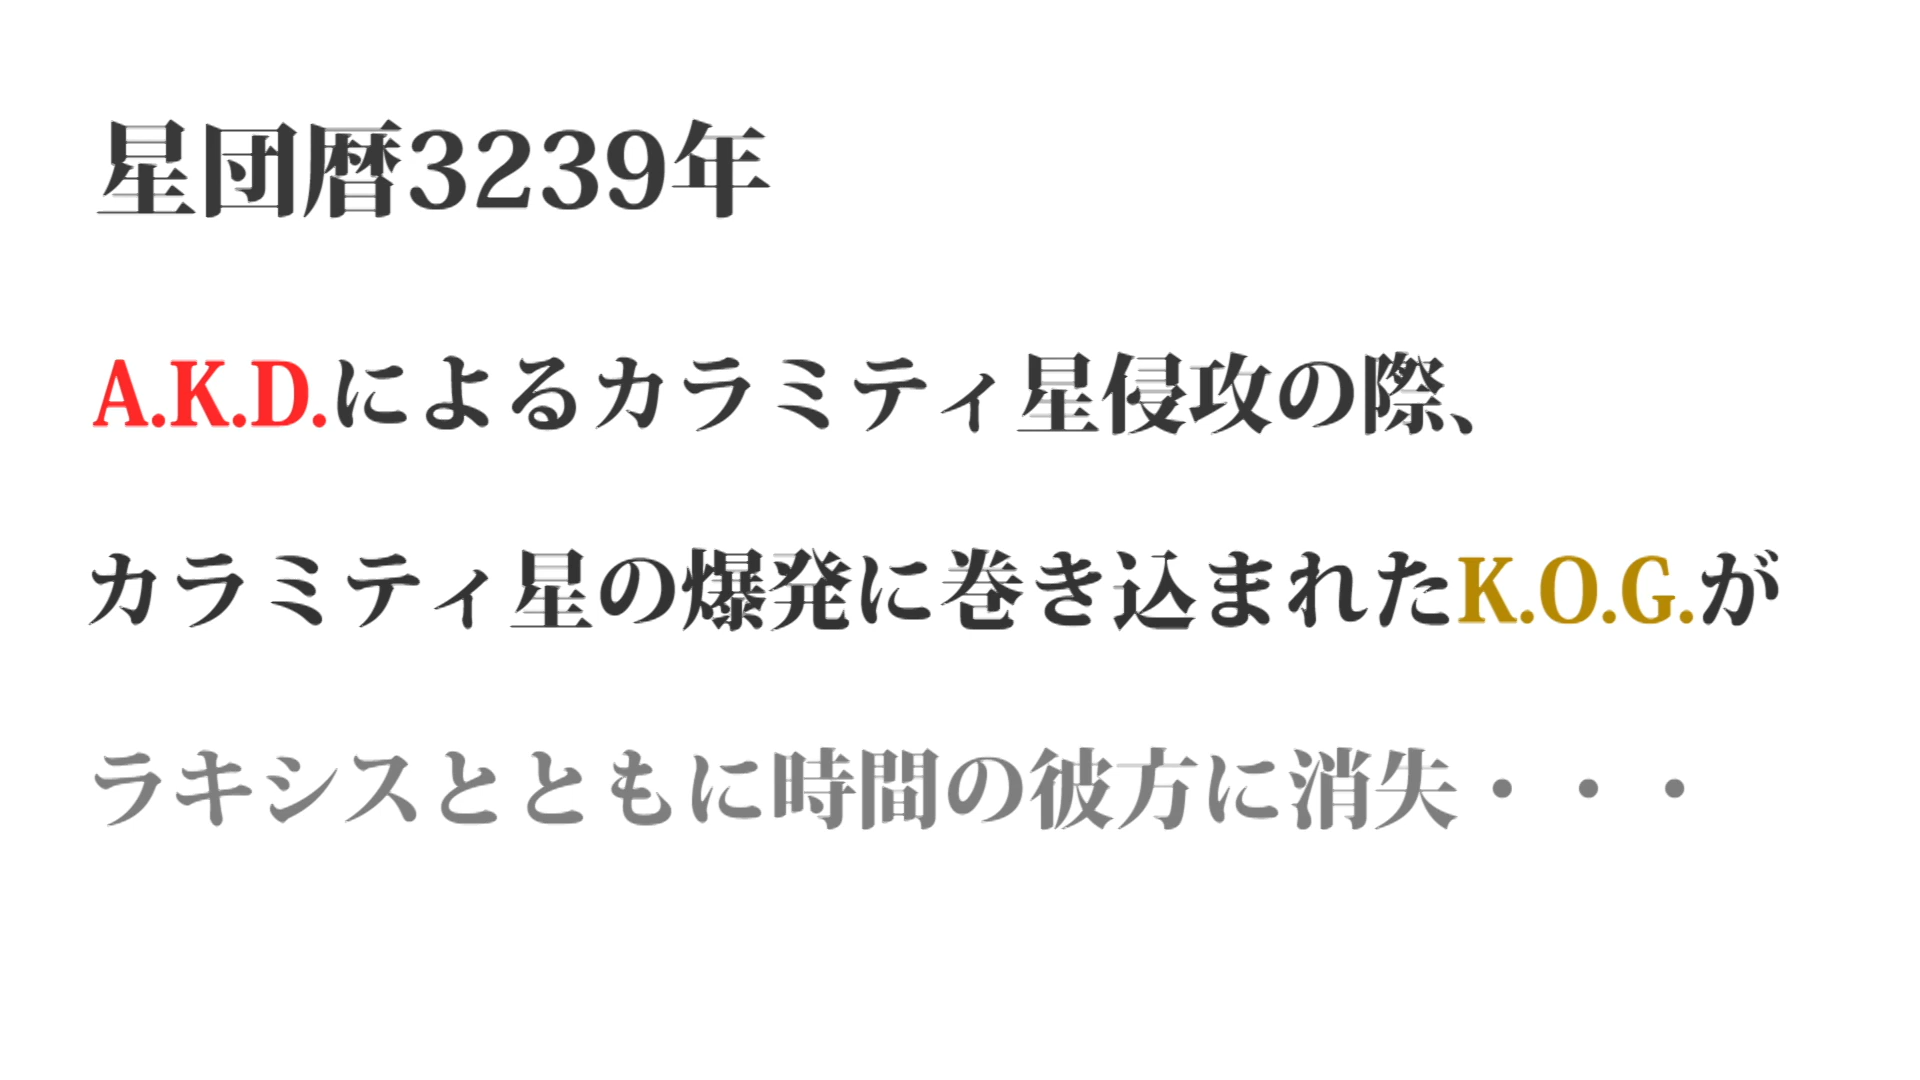 星団暦3239年
A.K.D.によるカラミティ星侵攻の際、
カラミティ星の爆発に巻き込まれたK.O.G.が
ラキシスとともに時間の彼方に消失・・・